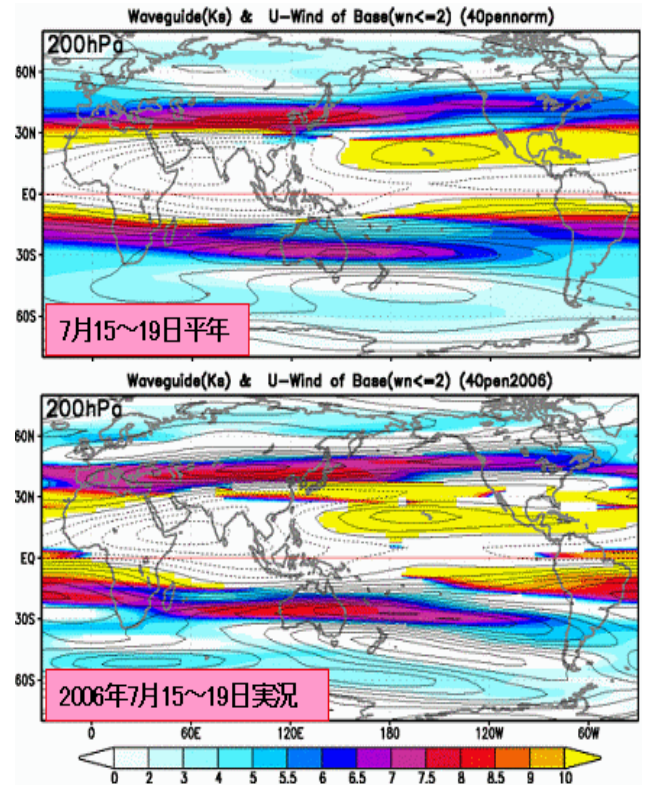 Waveguide(Ks) & U-Wind of Base(wn<=2) (40pennorm)
200hPa
60N
30N
EQ
30S
60S
7月15～19日平年
Waveguide(Ks) & U-Wind of Base(wn<=2) (40pen2006)
200hPa
60N
30N
EQ
30S
60S
2006年7月15～19日実況
0 60E 120E 180 120W 60W
0 2 3 4 5 5.5 6 6.5 7 7.5 8 8.5 9 10